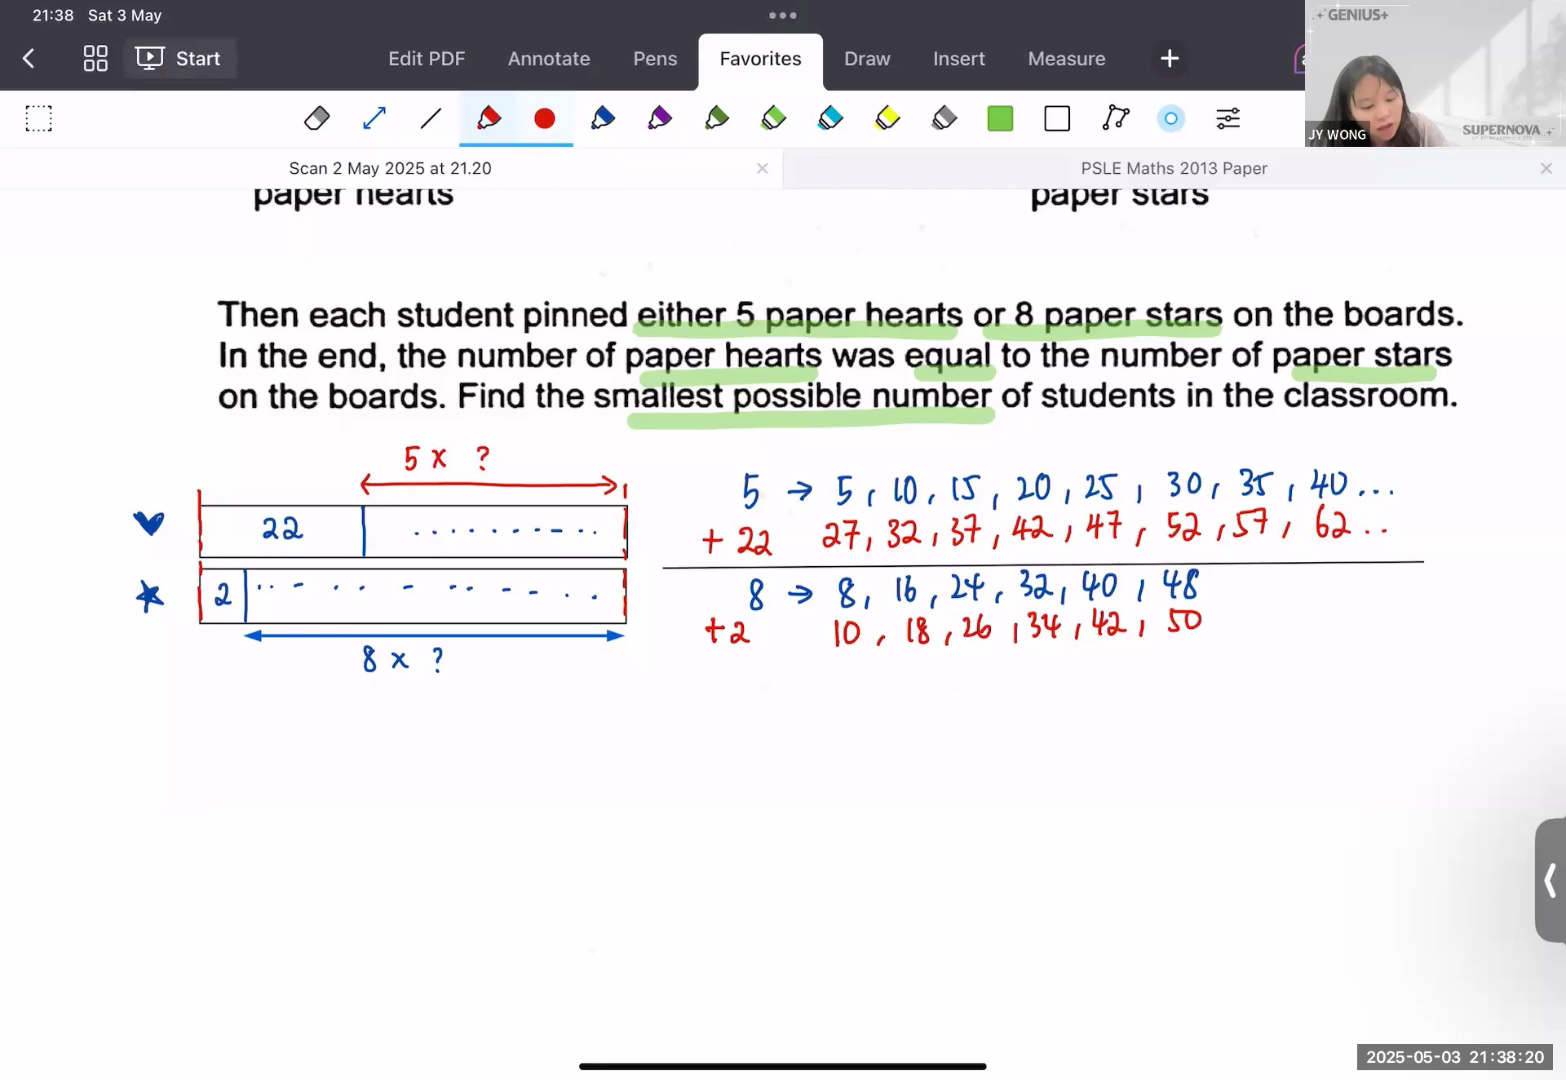 21:38 Sat 3 May
GENIUS+
Start
Edit PDF
Annotate
Pens
Favorites
Draw
Insert
Measure
JY WONG
SUPERNOVA
Scan 2 May 2025 at 21.20
PSLE Maths 2013 Paper
paper hearts
paper stars
Then each student pinned either 5 paper hearts or 8 paper stars on the boards.
In the end, the number of paper hearts was equal to the number of paper stars
on the boards. Find the smallest possible number of students in the classroom.
5 x ?
22
2
8 x ?
5 → 5, 10, 15, 20, 25, 30, 35, 40...
+ 22 27, 32, 37, 42, 47, 52, 57, 62..
8 → 8, 16, 24, 32, 40, 48
+2 10, 18, 26, 34, 42, 50
2025-05-03 21:38:20